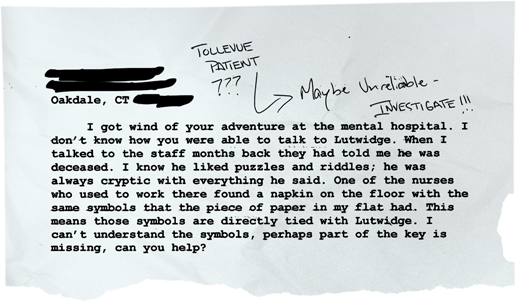 TOLLEVUE
PATIENT
???
Maybe Unreliable -
INVESTIGATE!!!
Oakdale, CT
I got wind of your adventure at the mental hospital. I
don't know how you were able to talk to Lutwidge. When I
talked to the staff months back they had told me he was
deceased. I know he liked puzzles and riddles; he was
always cryptic with everything he said. One of the nurses
who used to work there found a napkin on the floor with the
same symbols that the piece of paper in my flat had. This
means those symbols are directly tied with Lutwidge. I
can't understand the symbols, perhaps part of the key is
missing, can you help?